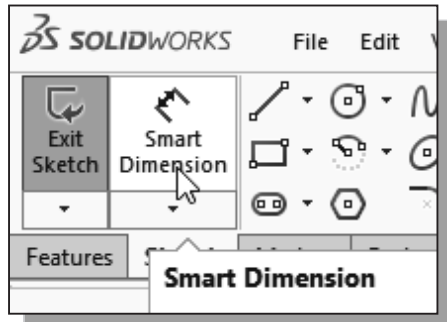 SOLIDWORKS File Edit
Exit Sketch
Smart Dimension
Features
Smart Dimension